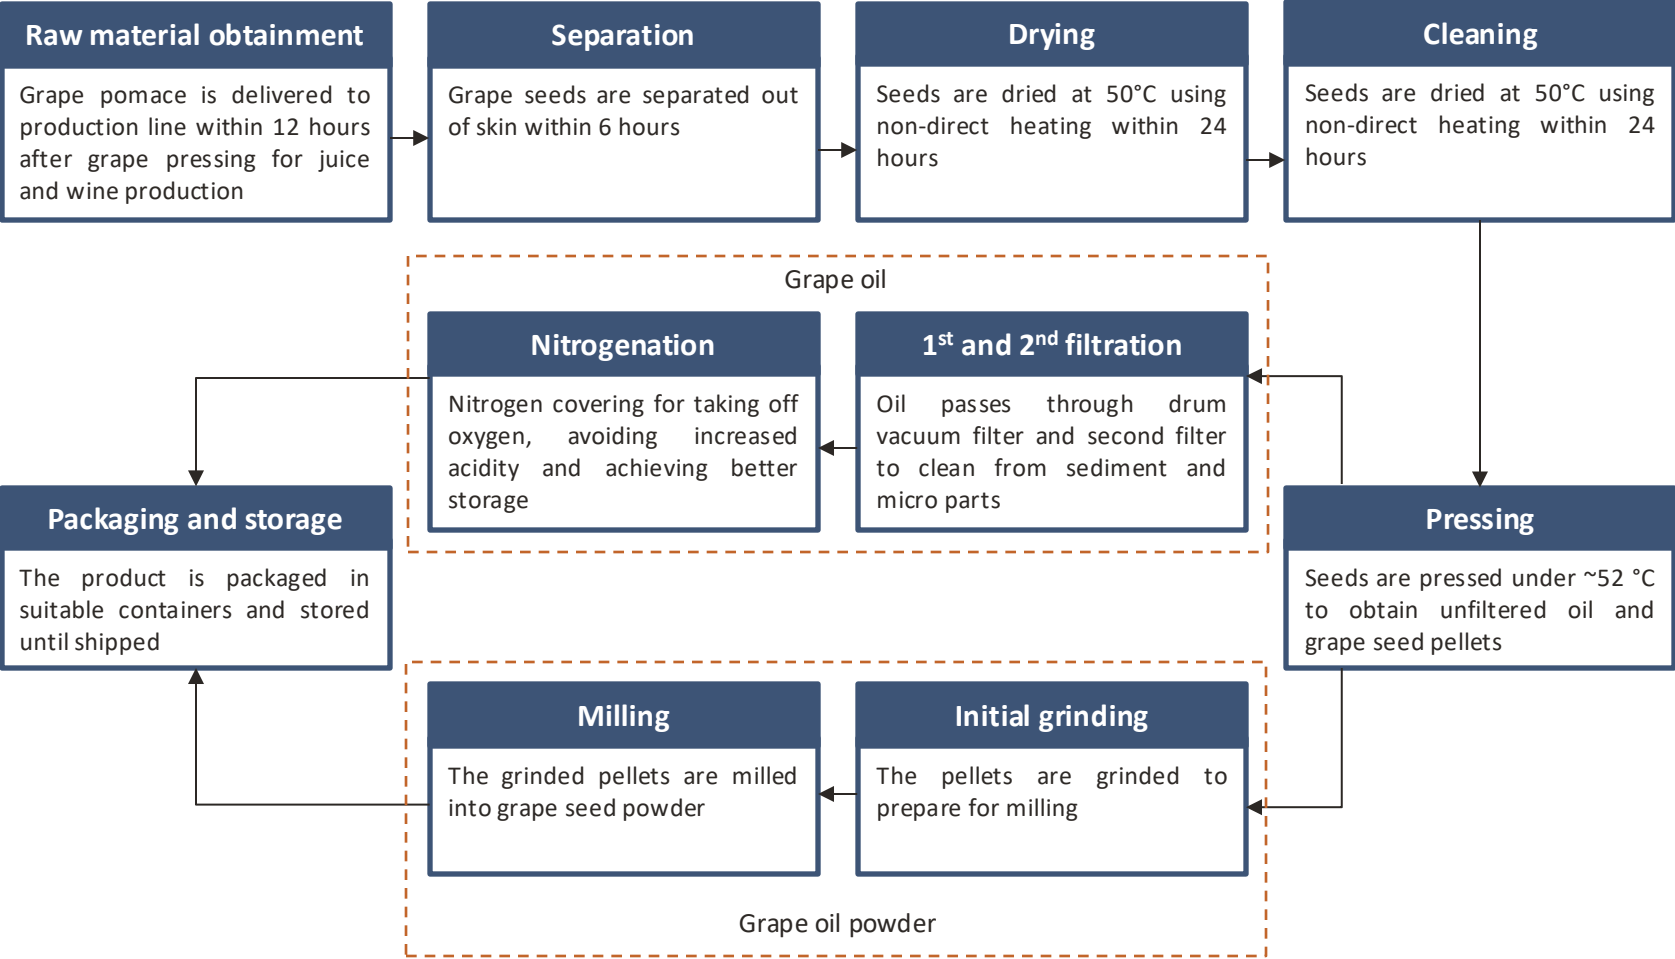 Raw material obtainment
Grape pomace is delivered to
production line within 12 hours
after grape pressing for juice
and wine production
Separation
Grape seeds are separated out
of skin within 6 hours
Drying
Seeds are dried at 50°C using
non-direct heating within 24
hours
Cleaning
Seeds are dried at 50°C using
non-direct heating within 24
hours
Grape oil
Nitrogenation
Nitrogen covering for taking off
oxygen, avoiding increased
acidity and achieving better
storage
1st and 2nd filtration
Oil passes through drum
vacuum filter and second filter
to clean from sediment and
micro parts
Packaging and storage
The product is packaged in
suitable containers and stored
until shipped
Pressing
Seeds are pressed under ~52 °C
to obtain unfiltered oil and
grape seed pellets
Milling
The grinded pellets are milled
into grape seed powder
Initial grinding
The pellets are grinded to
prepare for milling
Grape oil powder